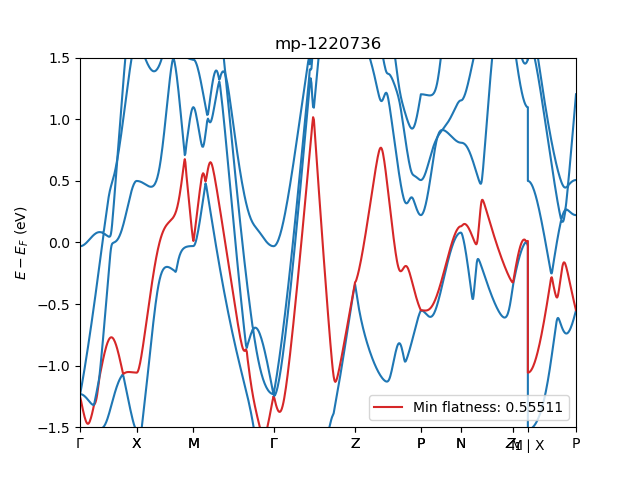 mp-1220736
E − E_F (eV)
1.5
1.0
0.5
0.0
−0.5
−1.0
−1.5
Min flatness: 0.55511
Γ X M Γ Z P N M | X P